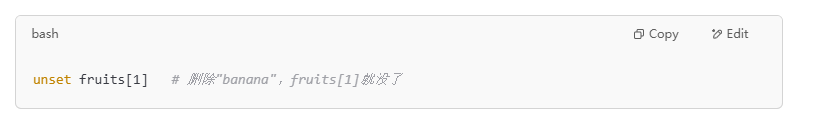 bash
Copy
Edit
unset fruits[1] # 删除"banana"，fruits[1]就没了